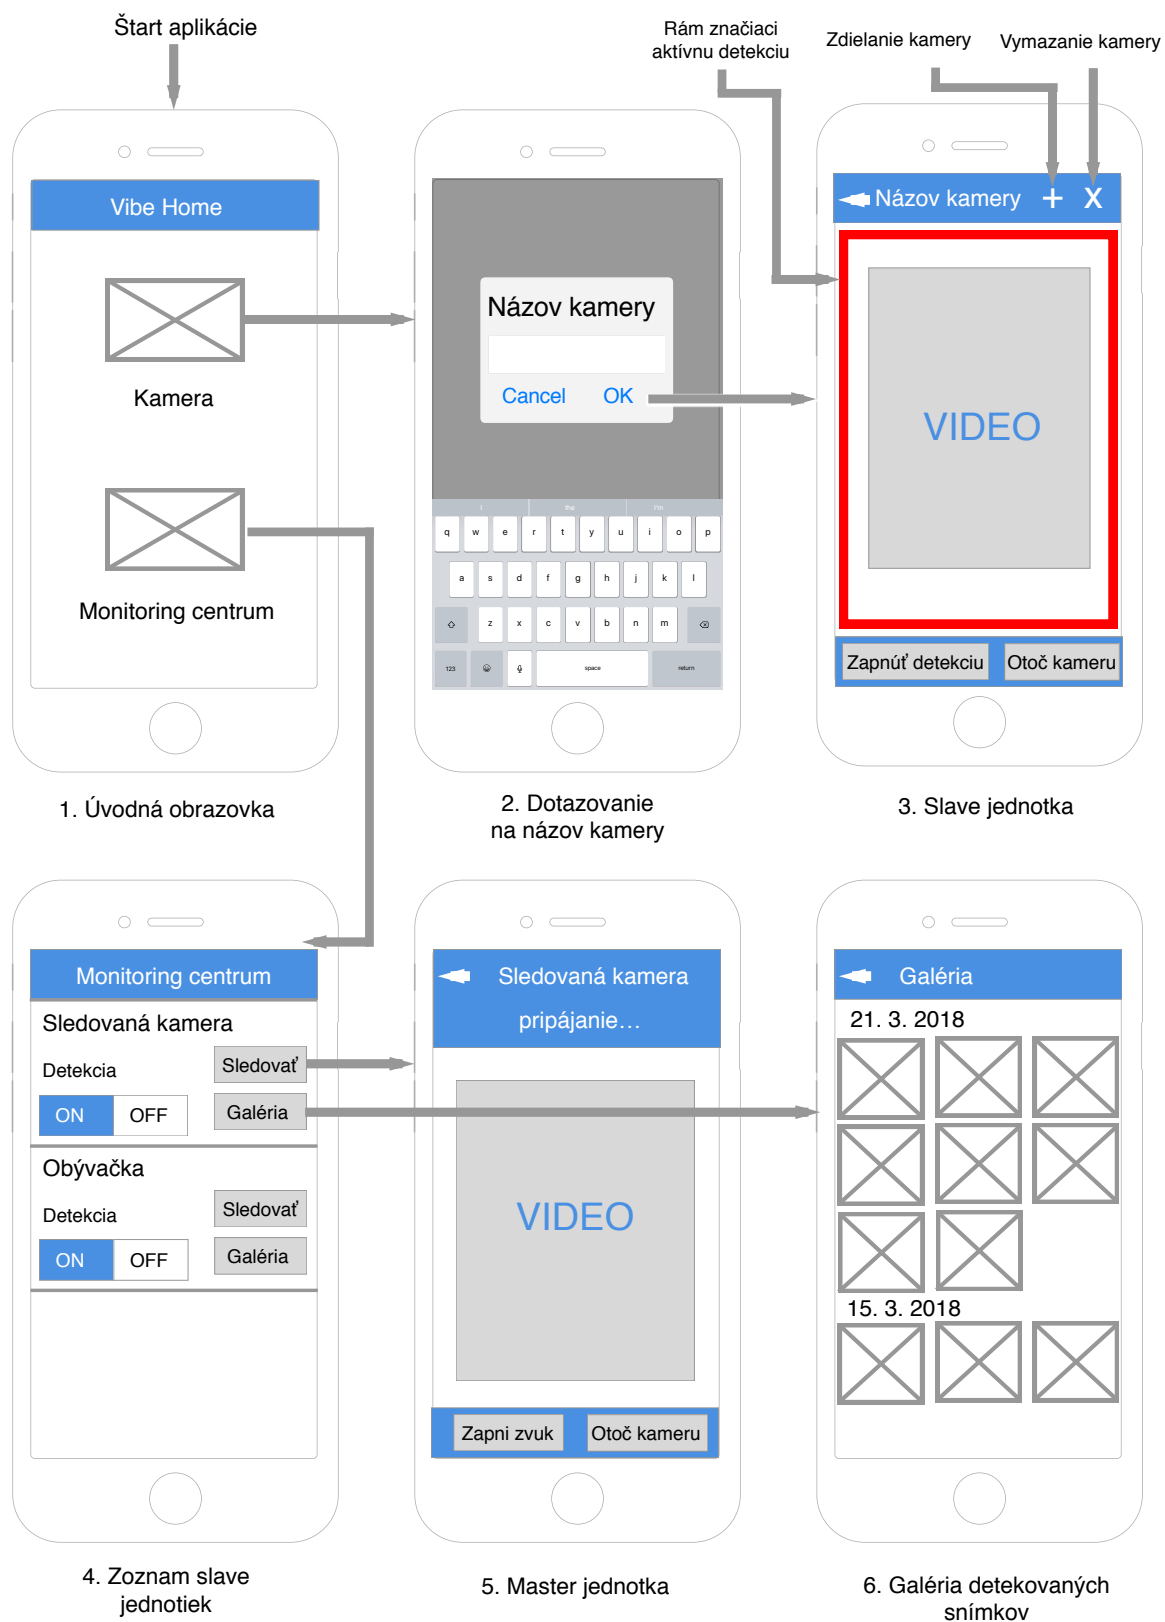 Štart aplikácie
Rám značiaci
aktívnu detekciu
Zdielanie kamery
Vymazanie kamery
Vibe Home
Kamera
Monitoring centrum
1. Úvodná obrazovka
Názov kamery
Cancel OK
I the I'm
q w e r t y u i o p
a s d f g h j k l
z x c v b n m
123 space return
2. Dotazovanie
na názov kamery
Názov kamery + X
VIDEO
Zapnúť detekciu Otoč kameru
3. Slave jednotka
Monitoring centrum
Sledovaná kamera
Detekcia Sledovať
ON OFF Galéria
Obývačka
Detekcia Sledovať
ON OFF Galéria
4. Zoznam slave
jednotiek
Sledovaná kamera
pripájanie…
VIDEO
Zapni zvuk Otoč kameru
5. Master jednotka
Galéria
21. 3. 2018
15. 3. 2018
6. Galéria detekovaných
snímkov